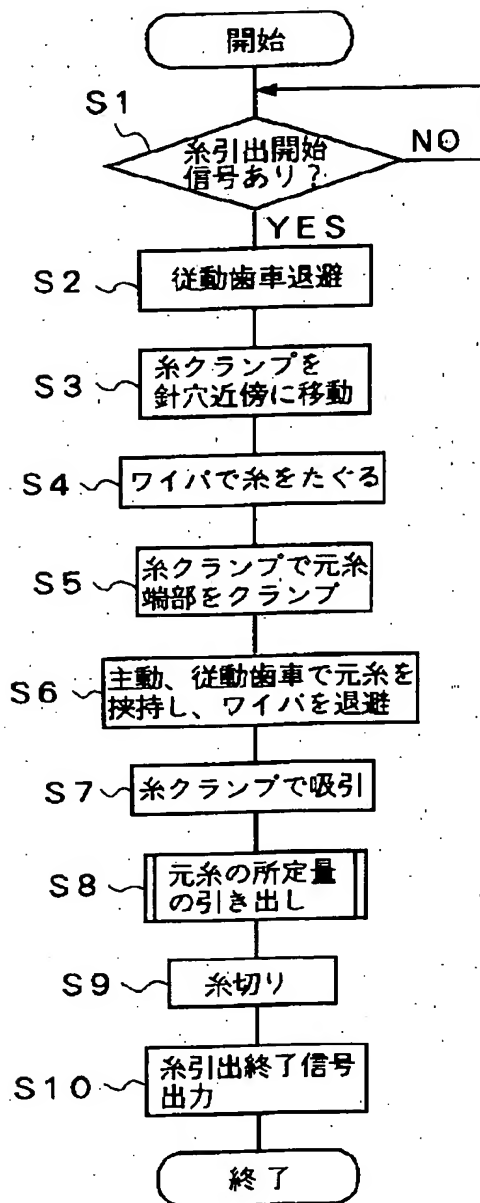 開始
S1
糸引出開始
信号あり?
NO
YES
S2
従動歯車退避
S3
糸クランプを
針穴近傍に移動
S4
ワイパで糸をたぐる
S5
糸クランプで元糸
端部をクランプ
S6
主動、従動歯車で元糸を
挟持し、ワイパを退避
S7
糸クランプで吸引
S8
元糸の所定量
の引き出し
S9
糸切り
S10
糸引出終了信号
出力
終了